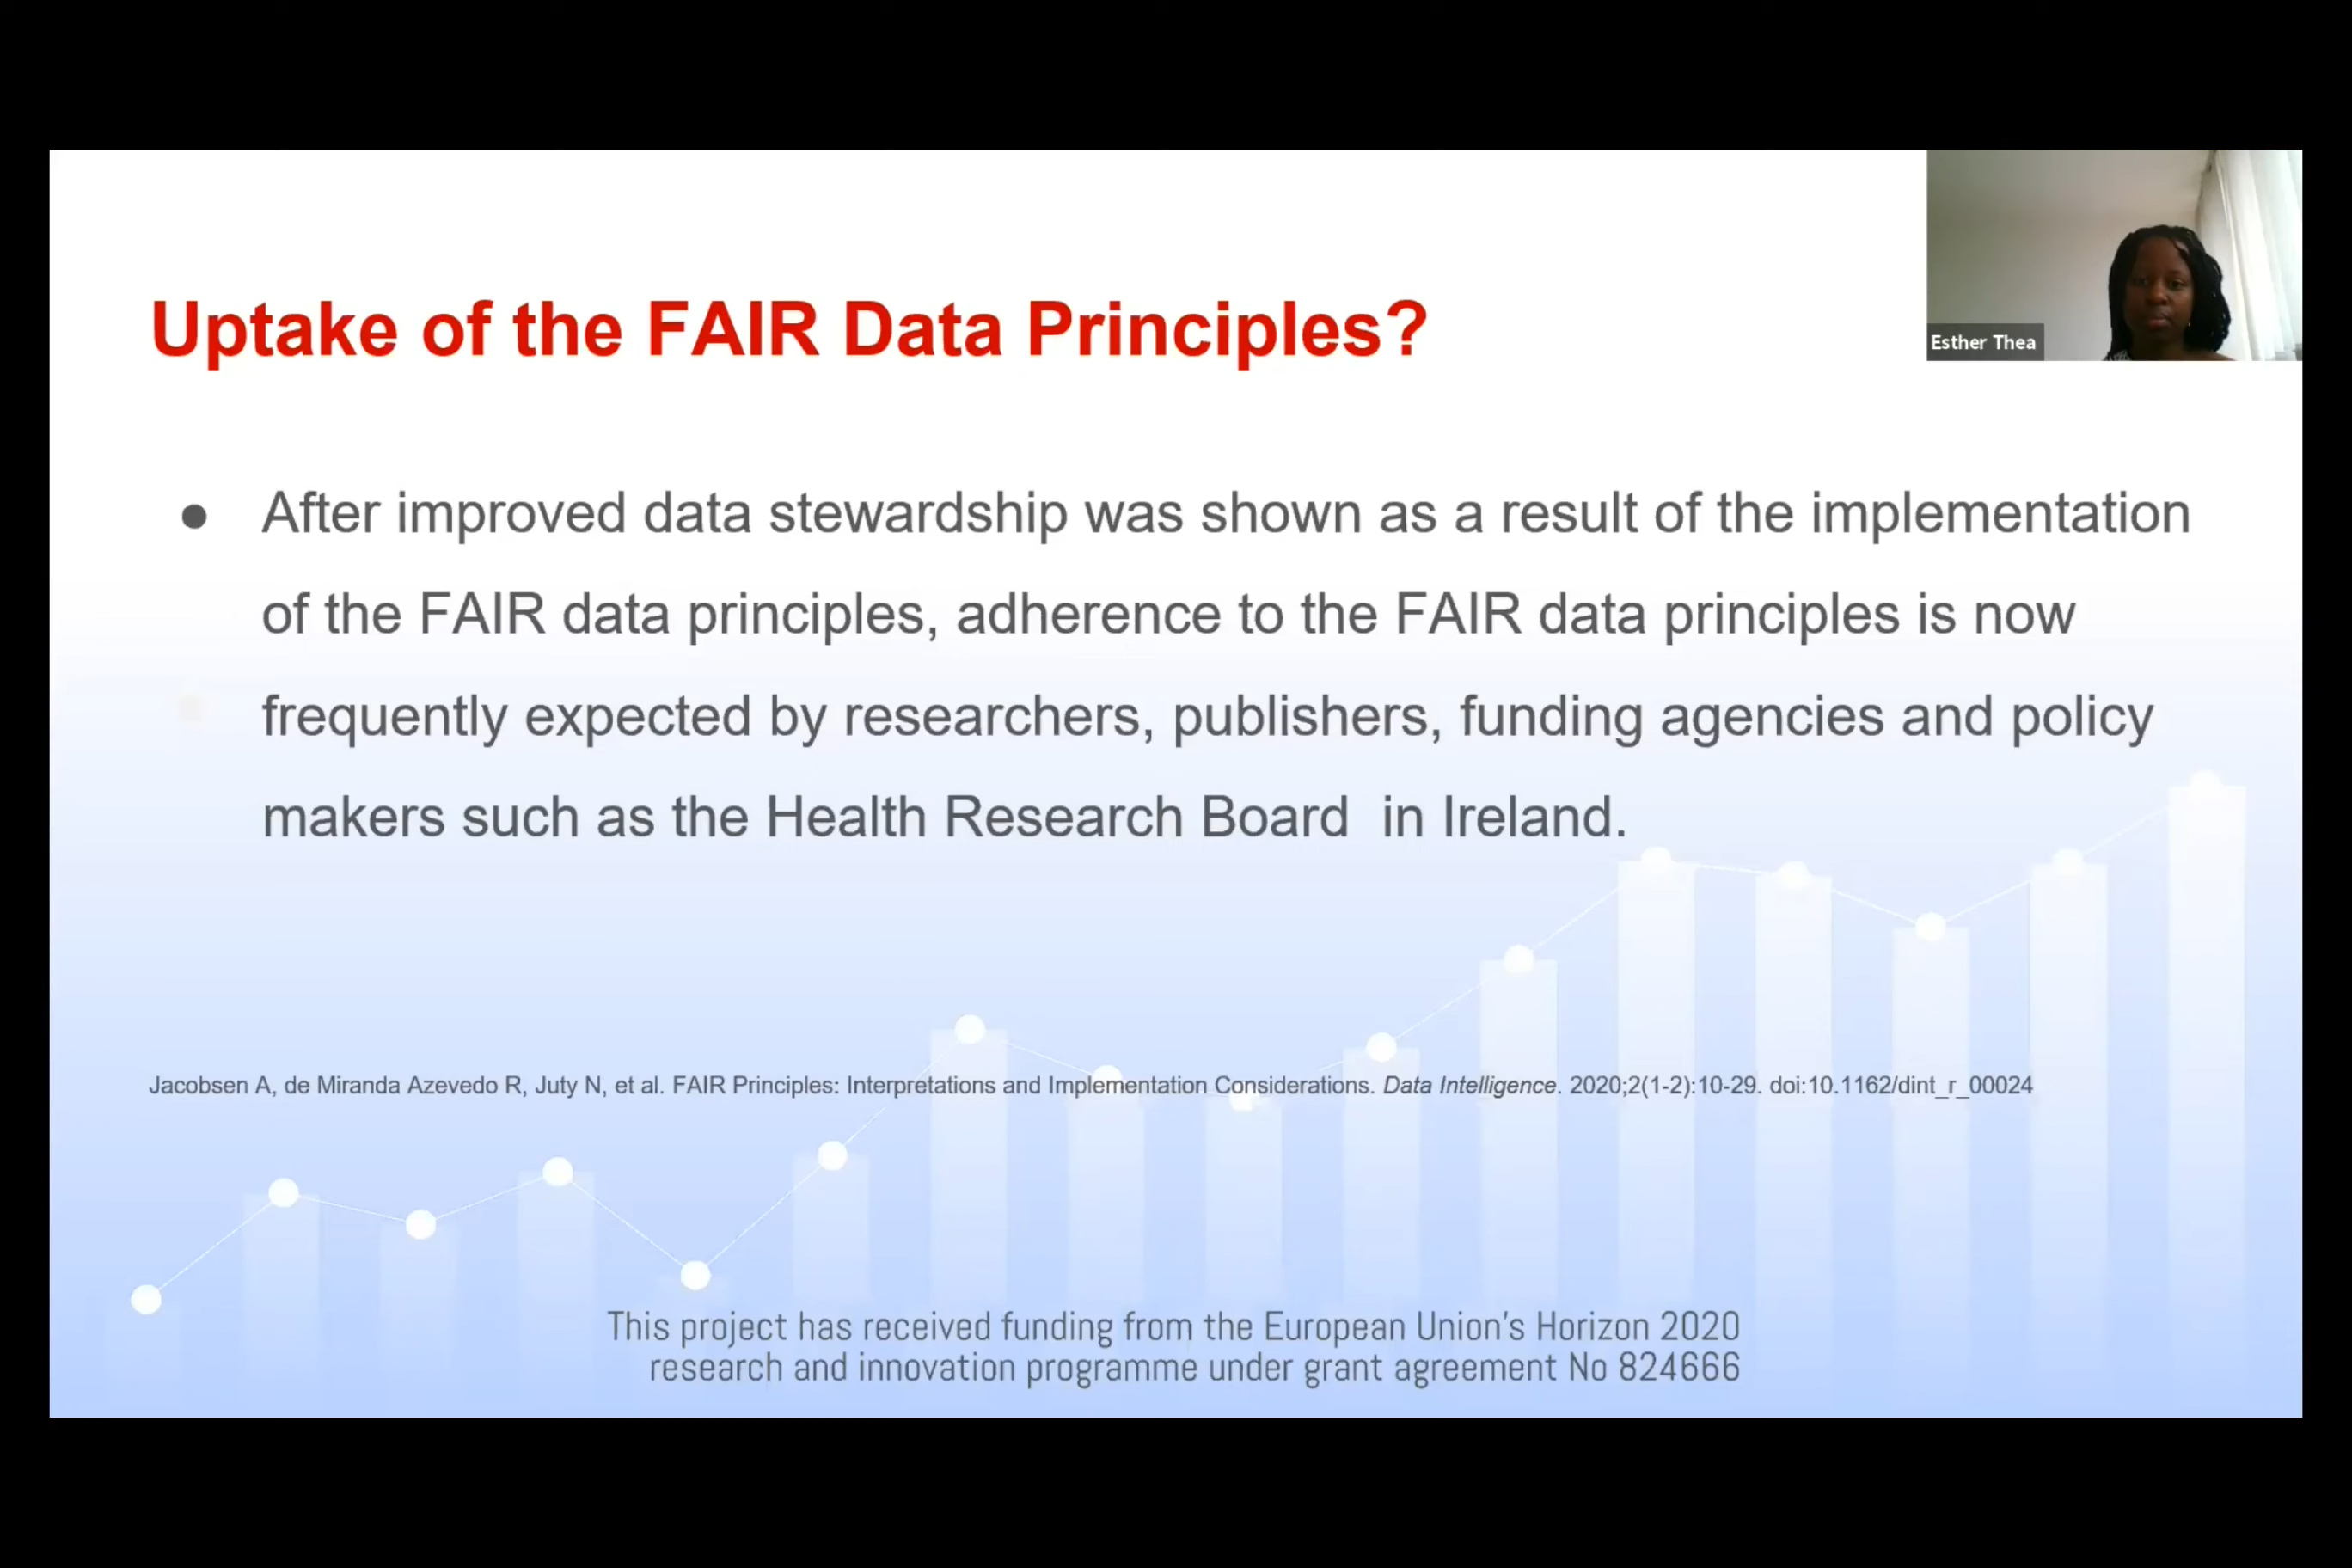 Uptake of the FAIR Data Principles?
Esther Thea
● After improved data stewardship was shown as a result of the implementation
of the FAIR data principles, adherence to the FAIR data principles is now
frequently expected by researchers, publishers, funding agencies and policy
makers such as the Health Research Board in Ireland.
Jacobsen A, de Miranda Azevedo R, Juty N, et al. FAIR Principles: Interpretations and Implementation Considerations. Data Intelligence. 2020;2(1-2):10-29. doi:10.1162/dint_r_00024
This project has received funding from the European Union's Horizon 2020
research and innovation programme under grant agreement No 824666